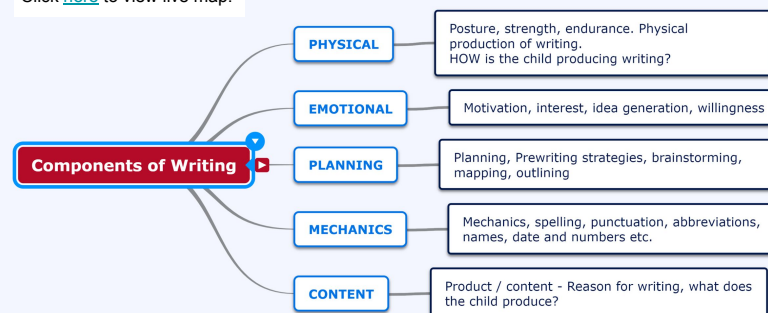 Click here to view live map!
PHYSICAL
Posture, strength, endurance. Physical
production of writing.
HOW is the child producing writing?
EMOTIONAL
Motivation, interest, idea generation, willingness
Components of Writing
PLANNING
Planning, Prewriting strategies, brainstorming,
mapping, outlining
MECHANICS
Mechanics, spelling, punctuation, abbreviations,
names, date and numbers etc.
CONTENT
Product / content - Reason for writing, what does
the child produce?